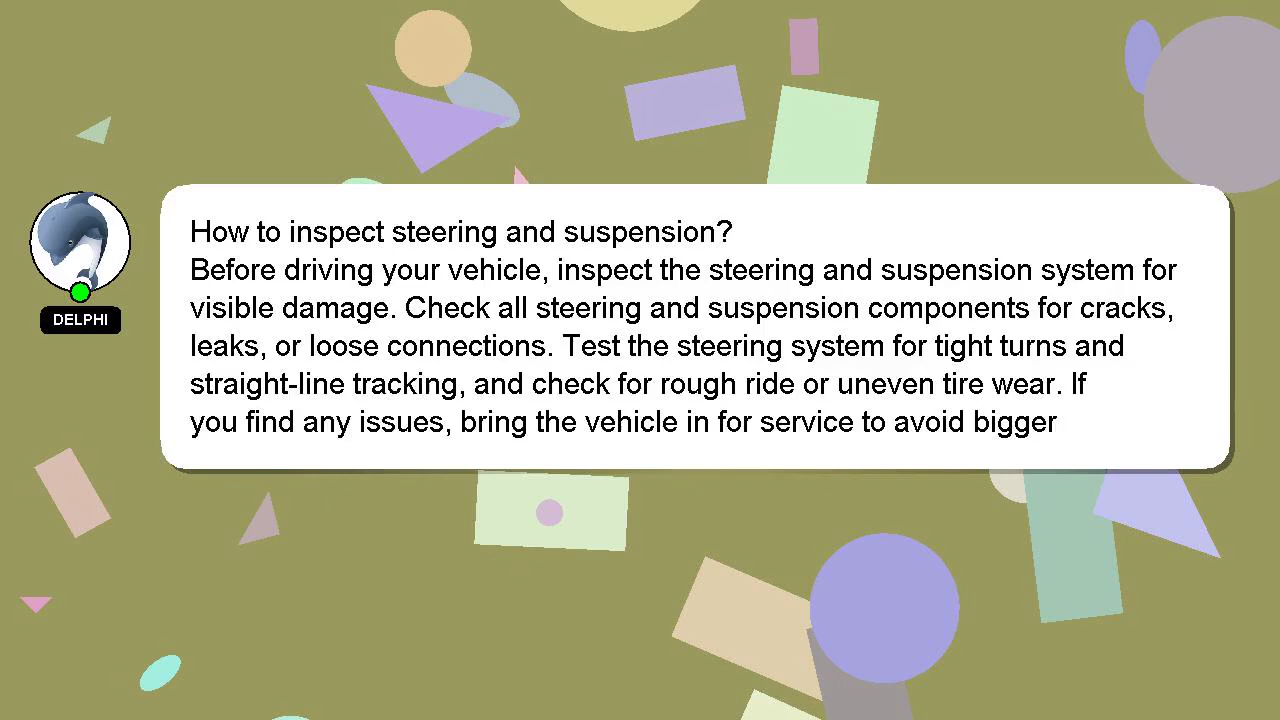 How to inspect steering and suspension?
Before driving your vehicle, inspect the steering and suspension system for
visible damage. Check all steering and suspension components for cracks,
leaks, or loose connections. Test the steering system for tight turns and
straight-line tracking, and check for rough ride or uneven tire wear. If
you find any issues, bring the vehicle in for service to avoid bigger
DELPHI